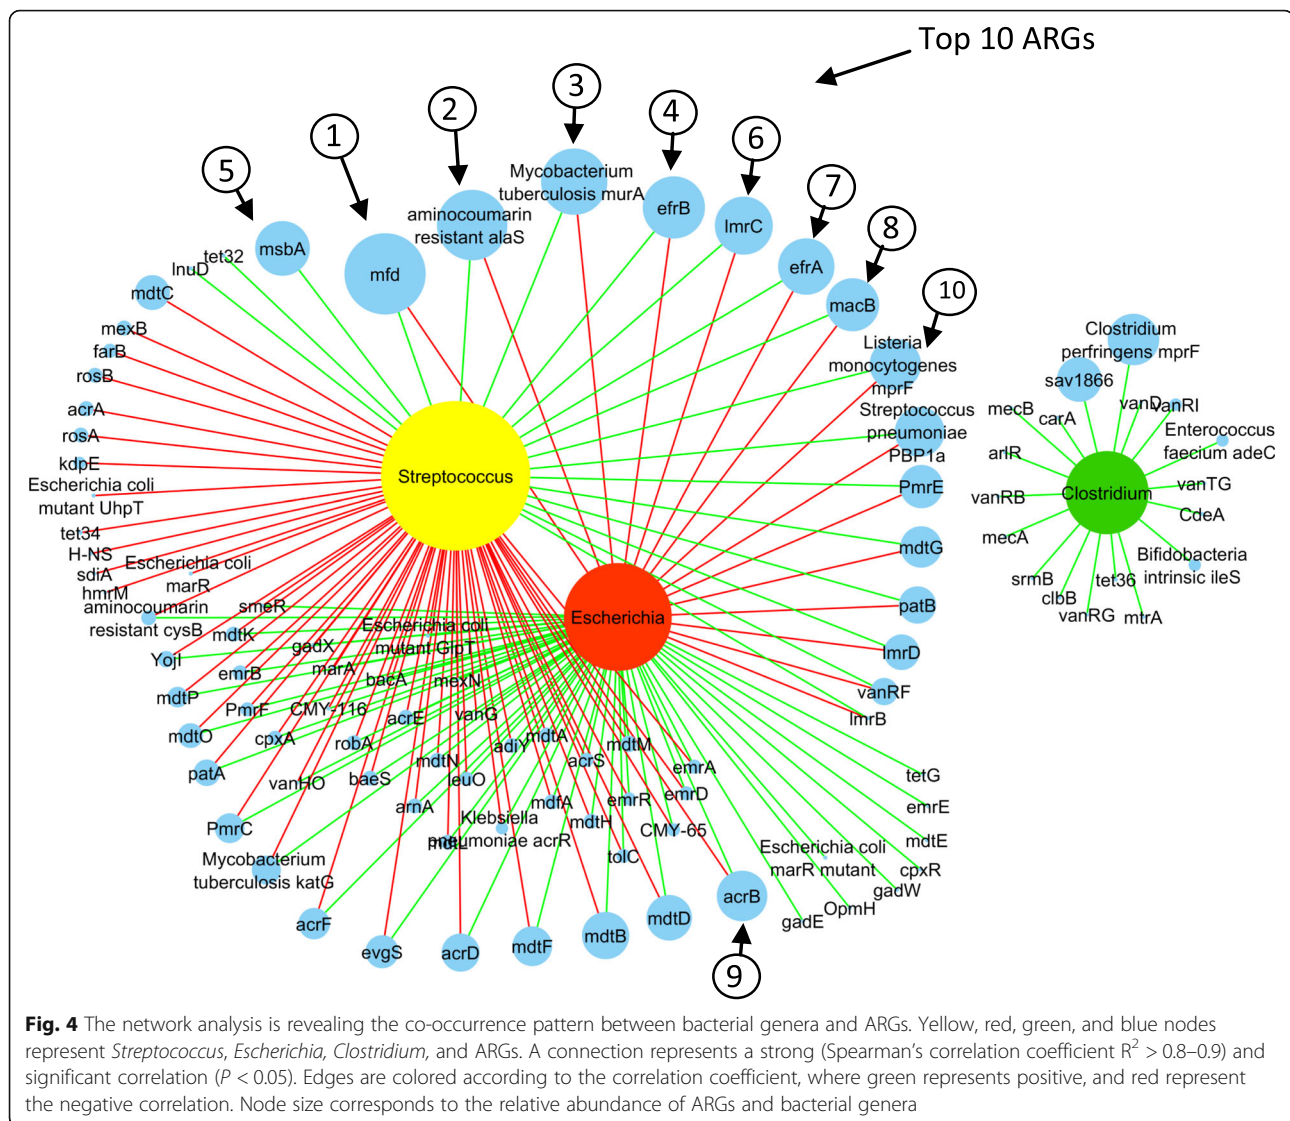 Top 10 ARGs
3
2
4
1
6
5
7
8
10
9
Mycobacterium
tuberculosis murA
aminocoumarin
resistant alaS
efrB
lmrC
msbA
mfd
efrA
macB
Listeria
monocytogenes
mprF
Streptococcus
pneumoniae
PBP1a
PmrE
mdtG
patB
lmrD
vanRF
lmrB
tet32
lnuD
mdtC
mexB
farB
rosB
acrA
rosA
kdpE
Escherichia coli
mutant UhpT
tet34
H-NS
sdiA
hmrM
Escherichia coli
marR
aminocoumarin
resistant cysB
smeR
mdtK
YojI
gadX
Escherichia coli
mutant GlpT
emrB
marA
bacA
mexN
mdtP
PmrF
CMY-116
acrE
vanG
mdtO
cpxA
robA
adiY
mdtA
mdtM
patA
vanHO
baeS
mdtN
leuO
acrS
emrA
arnA
mdfA
emrR
emrD
PmrC
Klebsiella
pneumoniae acrR
mdtL
mdtH
CMY-65
tolC
Mycobacterium
tuberculosis katG
acrF
evgS
acrD
mdtF
mdtB
mdtD
acrB
gadE
OpmH
gadW
cpxR
Escherichia coli
marR mutant
mdtE
emrE
tetG
Streptococcus
Escherichia
Clostridium
perfringens mprF
sav1866
mecB
carA
vanD
vanRI
Enterococcus
faecium adeC
arlR
vanRB
Clostridium
vanTG
CdeA
mecA
Bifidobacteria
intrinsic ileS
srmB
clbB
tet36
vanRG
mtrA
Fig. 4 The network analysis is revealing the co-occurrence pattern between bacterial genera and ARGs. Yellow, red, green, and blue nodes
represent Streptococcus, Escherichia, Clostridium, and ARGs. A connection represents a strong (Spearman's correlation coefficient R² > 0.8–0.9) and
significant correlation (P < 0.05). Edges are colored according to the correlation coefficient, where green represents positive, and red represent
the negative correlation. Node size corresponds to the relative abundance of ARGs and bacterial genera